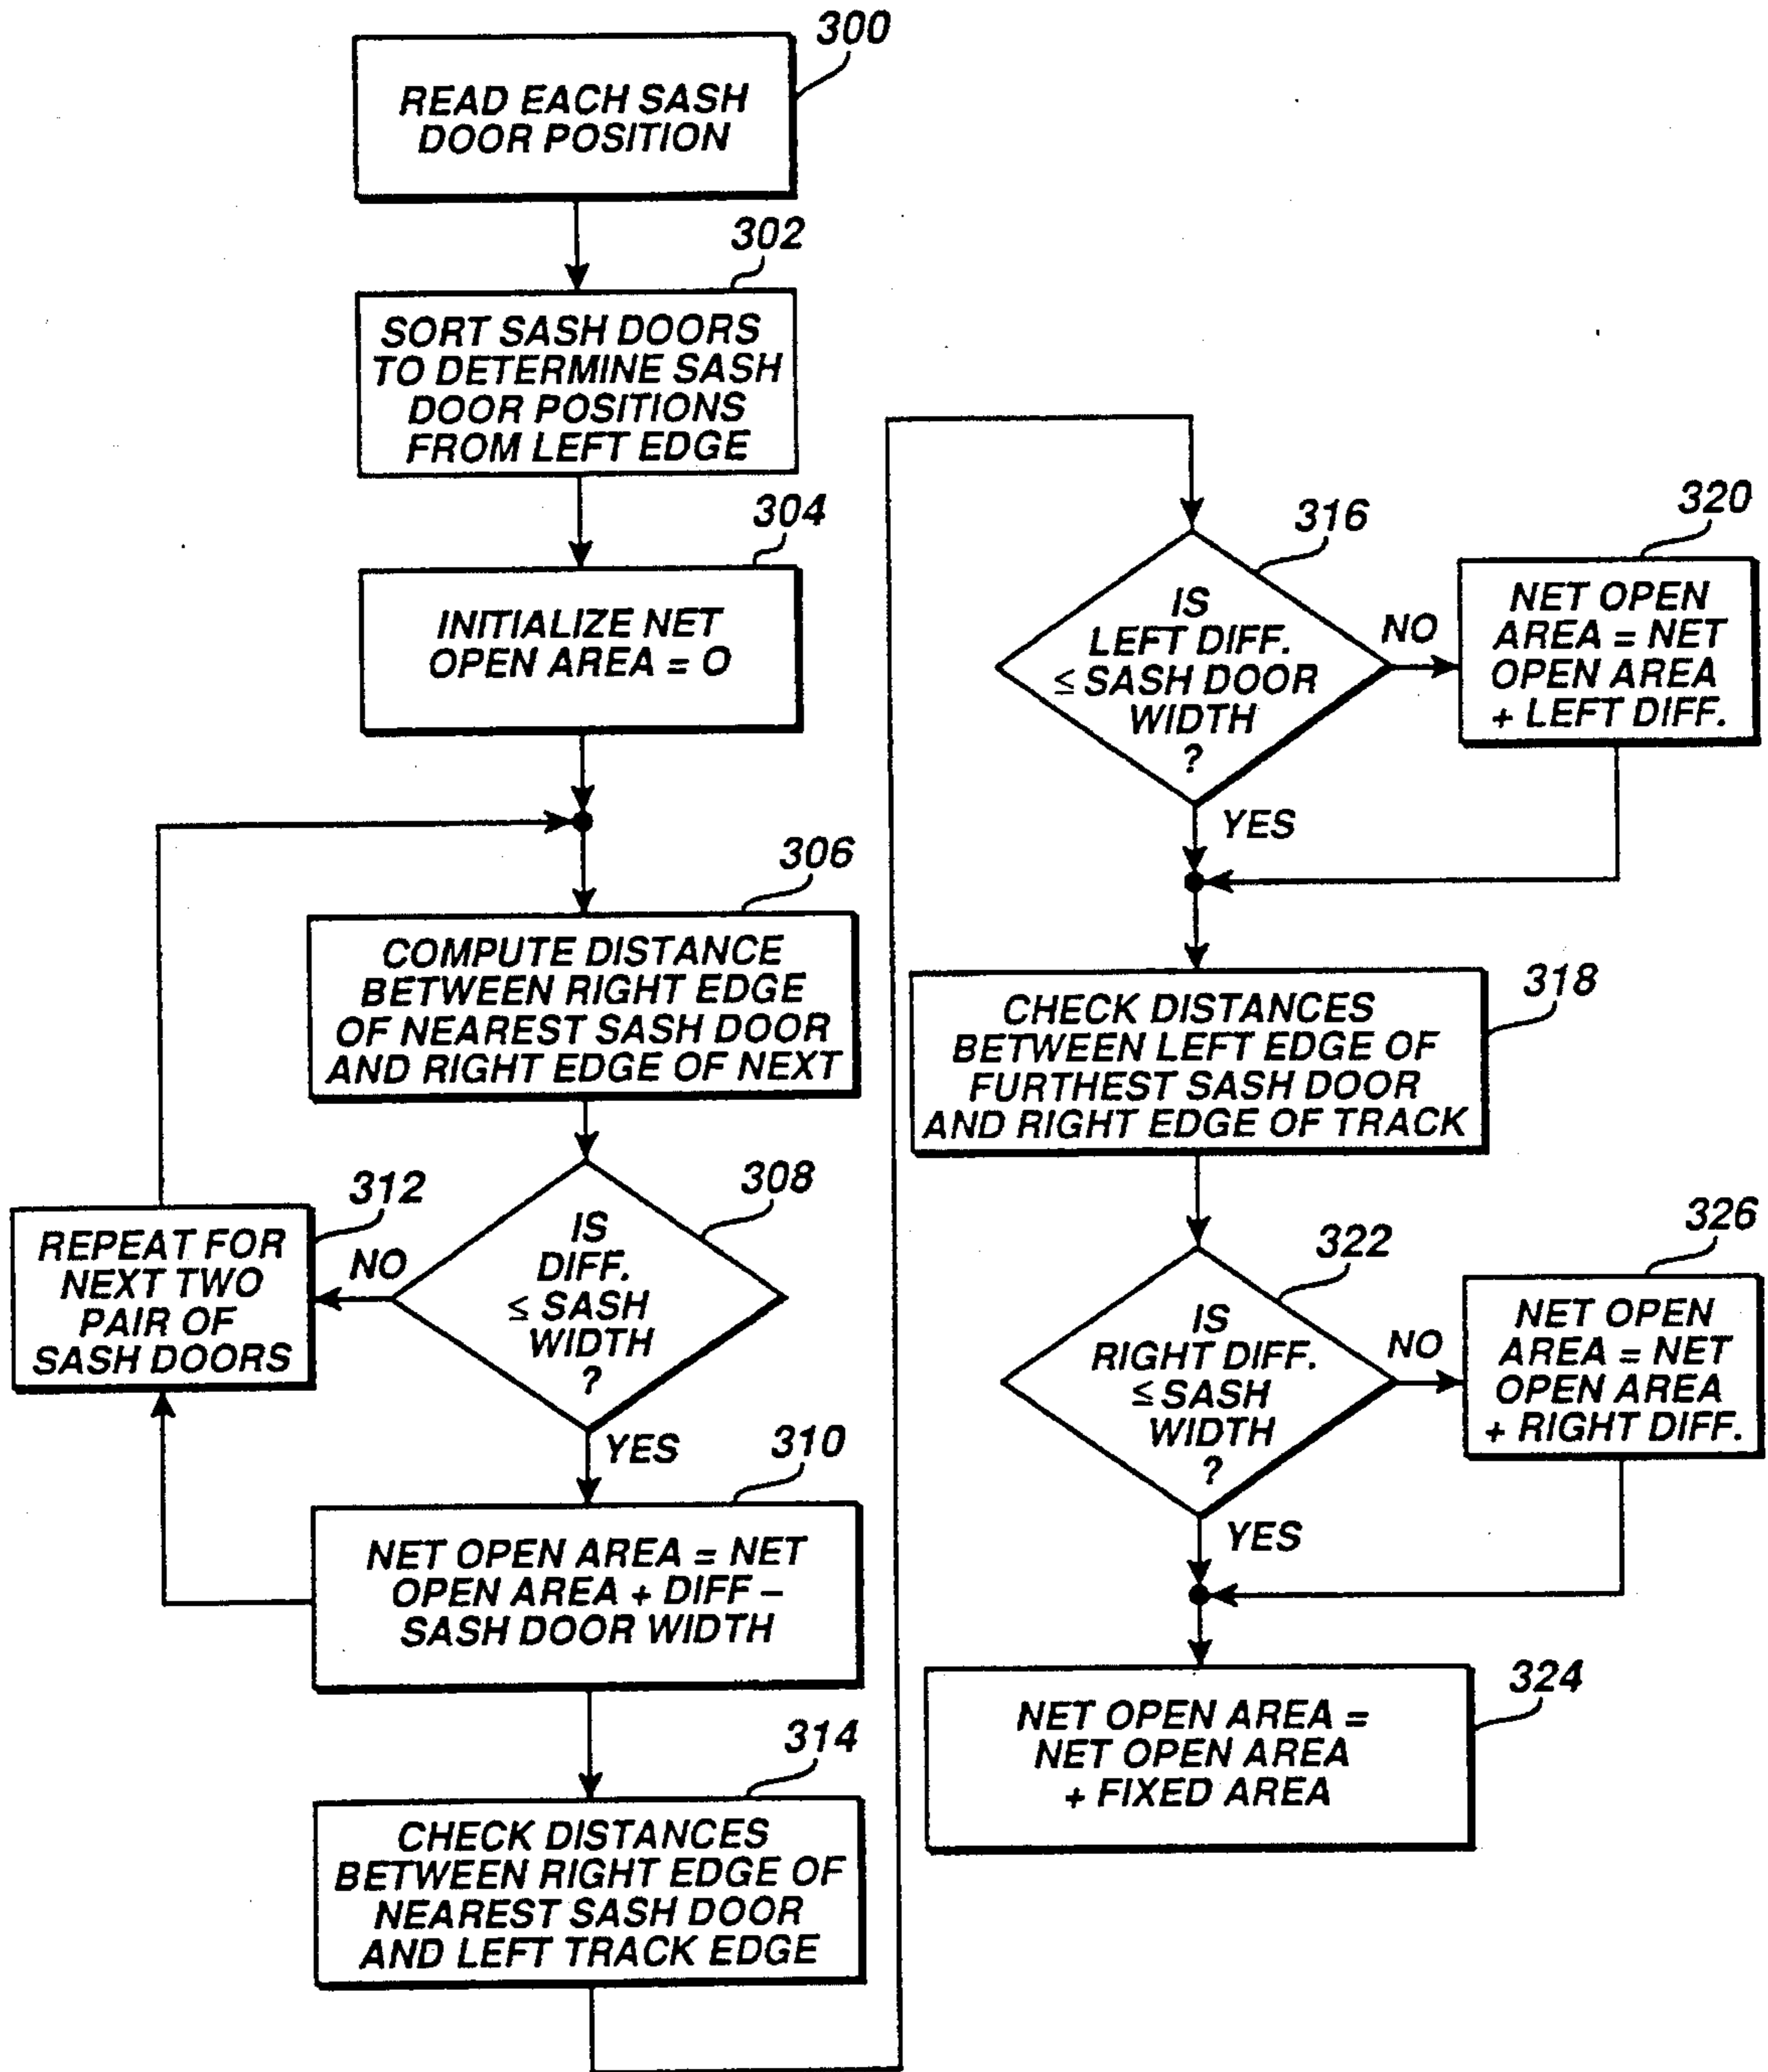 300
READ EACH SASH
DOOR POSITION
302
SORT SASH DOORS
TO DETERMINE SASH
DOOR POSITIONS
FROM LEFT EDGE
304
INITIALIZE NET
OPEN AREA = O
306
COMPUTE DISTANCE
BETWEEN RIGHT EDGE
OF NEAREST SASH DOOR
AND RIGHT EDGE OF NEXT
308
IS
DIFF.
≤ SASH
WIDTH
?
NO
312
REPEAT FOR
NEXT TWO
PAIR OF
SASH DOORS
YES
310
NET OPEN AREA = NET
OPEN AREA + DIFF –
SASH DOOR WIDTH
314
CHECK DISTANCES
BETWEEN RIGHT EDGE OF
NEAREST SASH DOOR
AND LEFT TRACK EDGE
316
IS
LEFT DIFF.
≤ SASH DOOR
WIDTH
?
NO
320
NET OPEN
AREA = NET
OPEN AREA
+ LEFT DIFF.
YES
318
CHECK DISTANCES
BETWEEN LEFT EDGE OF
FURTHEST SASH DOOR
AND RIGHT EDGE OF TRACK
322
IS
RIGHT DIFF.
≤ SASH
WIDTH
?
NO
326
NET OPEN
AREA = NET
OPEN AREA
+ RIGHT DIFF.
YES
324
NET OPEN AREA =
NET OPEN AREA
+ FIXED AREA